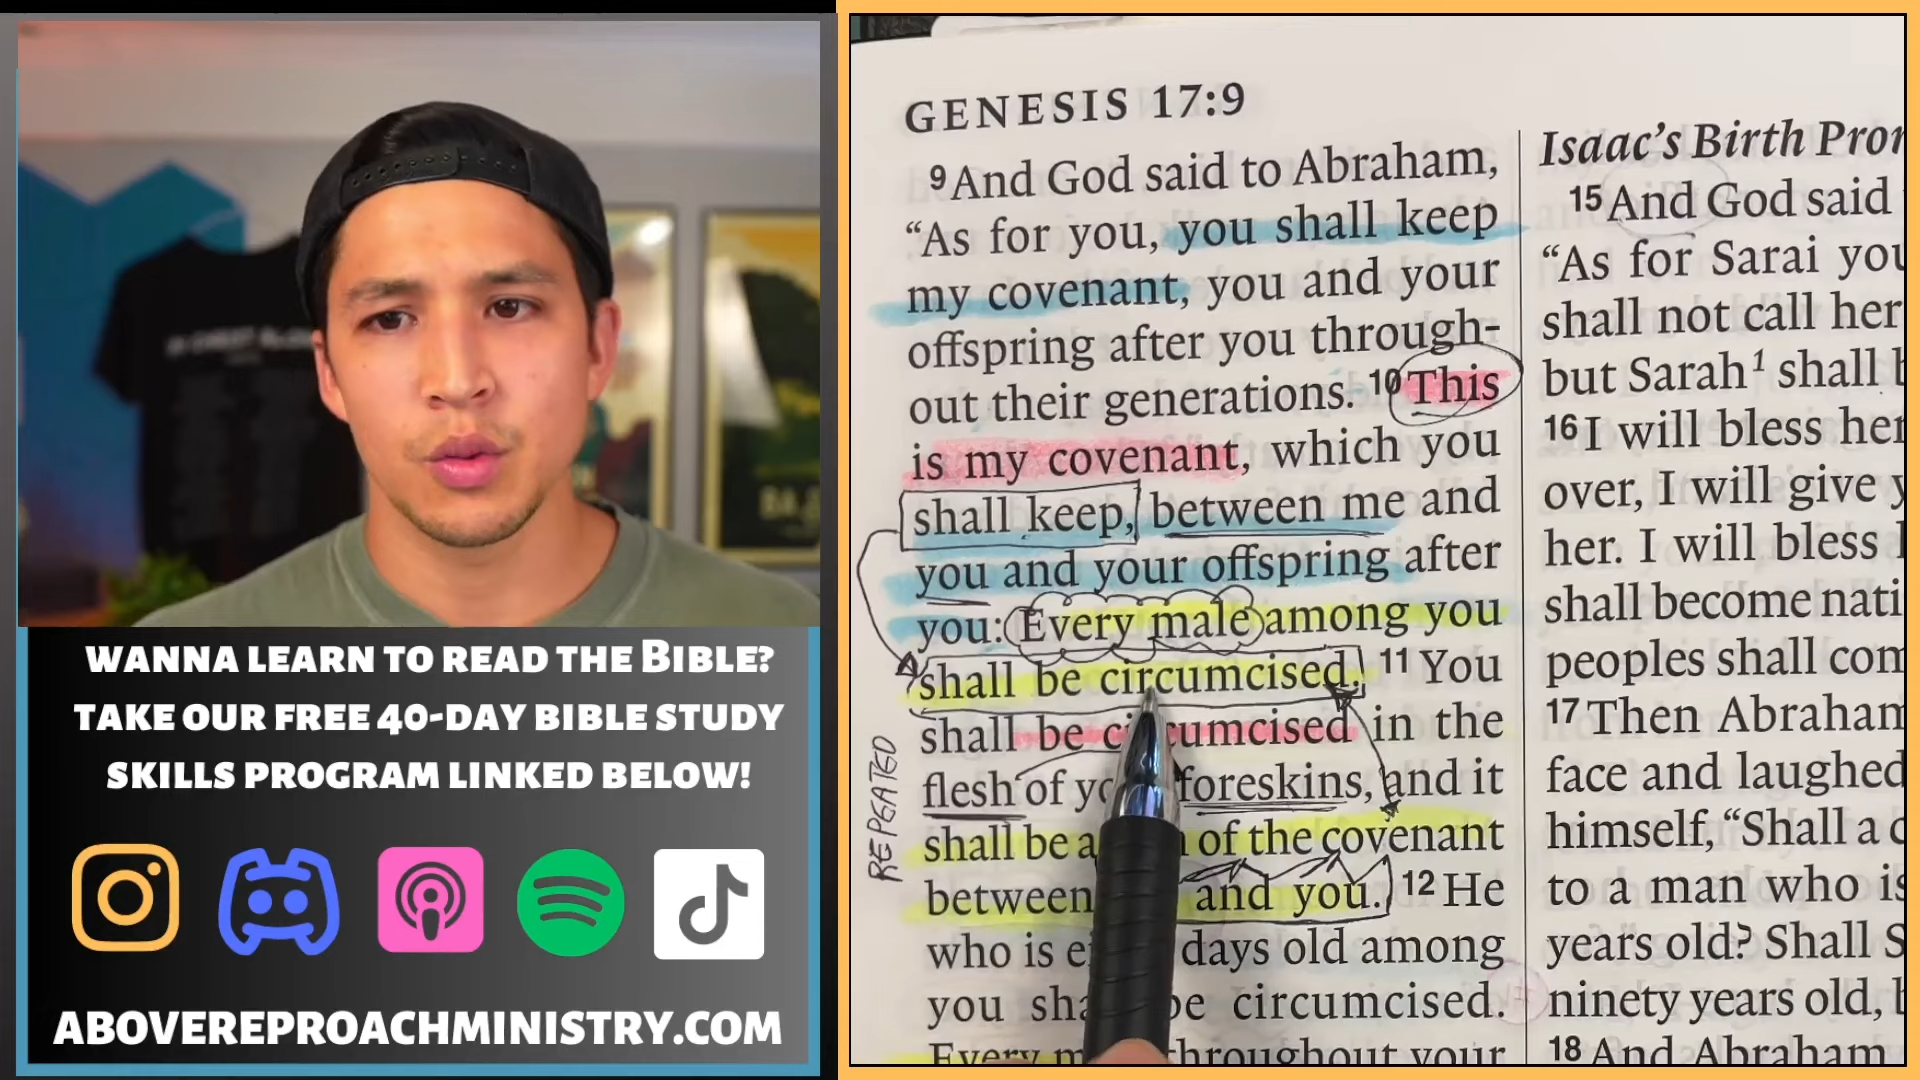 WANNA LEARN TO READ THE BIBLE?
TAKE OUR FREE 40-DAY BIBLE STUDY
SKILLS PROGRAM LINKED BELOW!
ABOVEREPROACHMINISTRY.COM
GENESIS 17:9
9 And God said to Abraham,
“As for you, you shall keep
my covenant, you and your
offspring after you through-
out their generations. 10 This
is my covenant, which you
shall keep, between me and
you and your offspring after
you: Every male among you
shall be circumcised. 11 You
shall be circumcised in the
flesh of foreskins, and it
shall be a of the covenant
between and you. 12 He
who is days old among
you be circumcised.
Every throughout your
REPEATED
Isaac’s Birth
15 And God said
“As for Sarai
shall not call her
but Sarah1 shall
16 I will bless
over, I will give
her. I will bless
shall become
peoples shall
17 Then
face and laughed
himself, “Shall a
to a man who
years old? Shall
ninety years old,
18 And Abraham